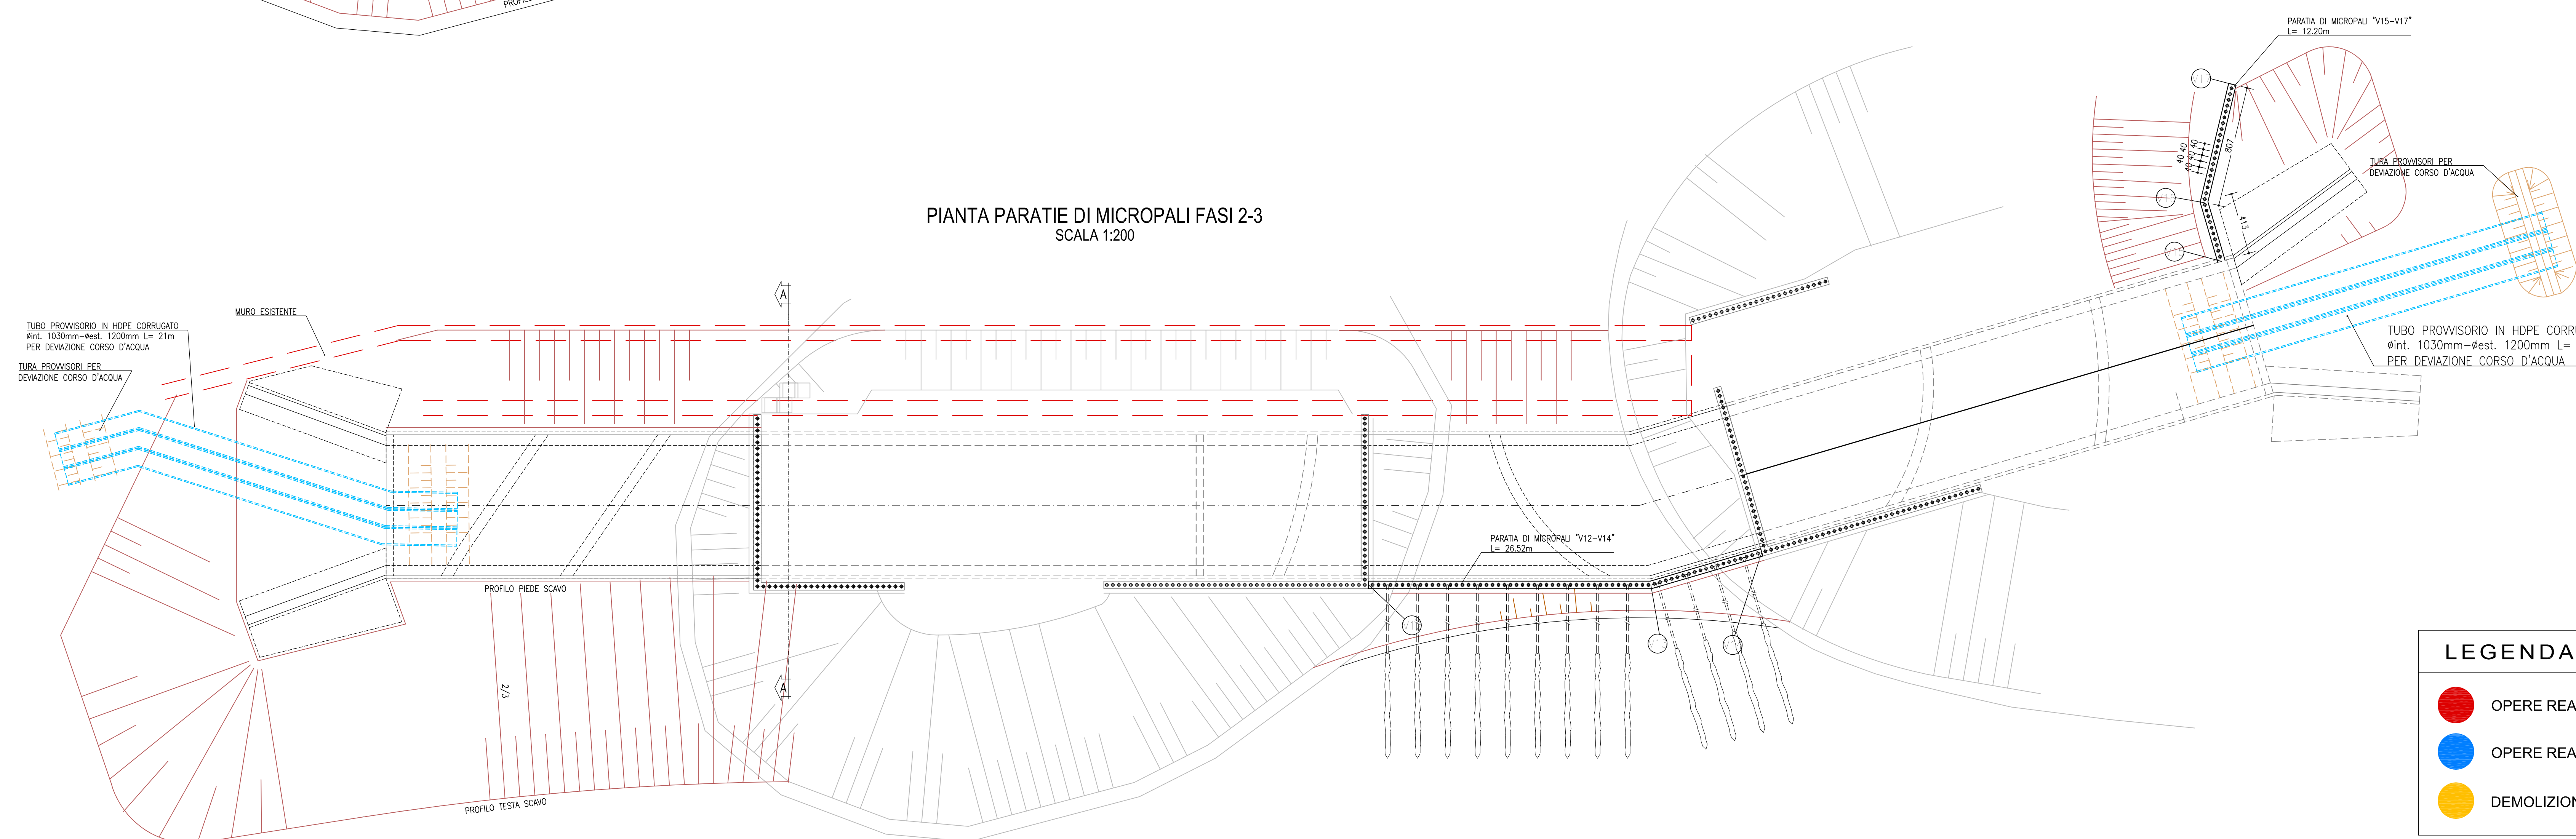 PARATIA DI MICROPALI "V15-V17"
L= 12.20m
TURA PROVVISORI PER
DEVIAZIONE CORSO D'ACQUA
40 40
40 40 40
807
413
PIANTA PARATIE DI MICROPALI FASI 2-3
SCALA 1:200
A
MURO ESISTENTE
TUBO PROVVISORIO IN HDPE CORRUGATO
øint. 1030mm-øest. 1200mm L= 21m
PER DEVIAZIONE CORSO D'ACQUA
TURA PROVVISORI PER
DEVIAZIONE CORSO D'ACQUA
øint. 1030mm-øest. 1200mm L=
PER DEVIAZIONE CORSO D'ACQUA
TUBO PROVVISORIO IN HDPE
PARATIA DI MICROPALI "V12-V14"
L= 26.52m
PROFILO PIEDE SCAVO
2/3
A
PROFILO TESTA SCAVO
LEGENDA
OPERE
OPERE